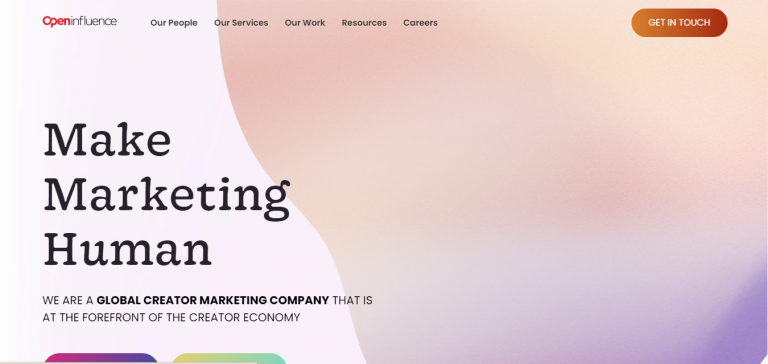 Openinfluence
Our People
Our Services
Our Work
Resources
Careers
GET IN TOUCH
Make
Marketing
Human
WE ARE A GLOBAL CREATOR MARKETING COMPANY THAT IS
AT THE FOREFRONT OF THE CREATOR ECONOMY